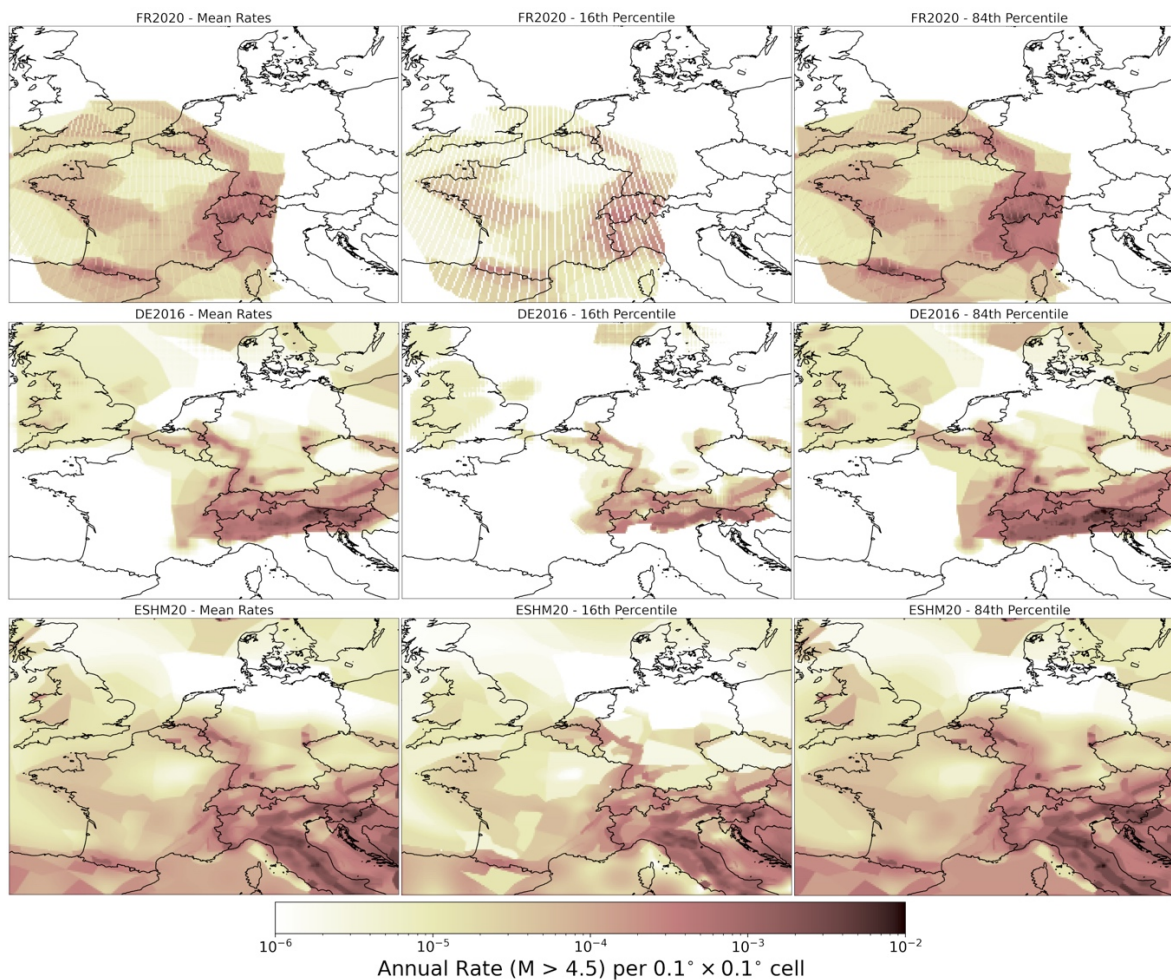 FR2020 - Mean Rates
FR2020 - 16th Percentile
FR2020 - 84th Percentile
DE2016 - Mean Rates
DE2016 - 16th Percentile
DE2016 - 84th Percentile
ESHM20 - Mean Rates
ESHM20 - 16th Percentile
ESHM20 - 84th Percentile
10⁻⁶ 10⁻⁵ 10⁻⁴ 10⁻³ 10⁻²
Annual Rate (M > 4.5) per 0.1° × 0.1° cell